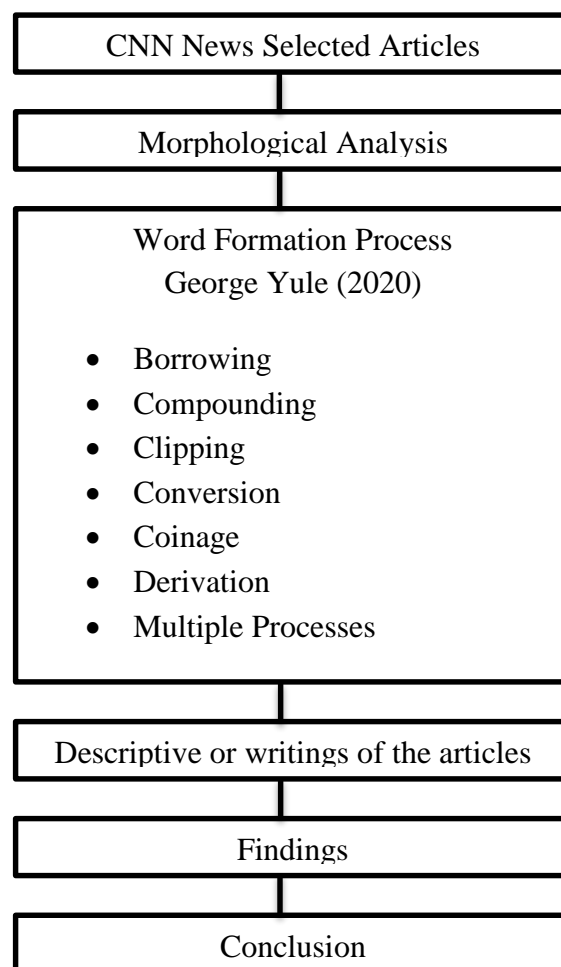 CNN News Selected Articles
Morphological Analysis
Word Formation Process
George Yule (2020)
• Borrowing
• Compounding
• Clipping
• Conversion
• Coinage
• Derivation
• Multiple Processes
Descriptive or writings of the articles
Findings
Conclusion